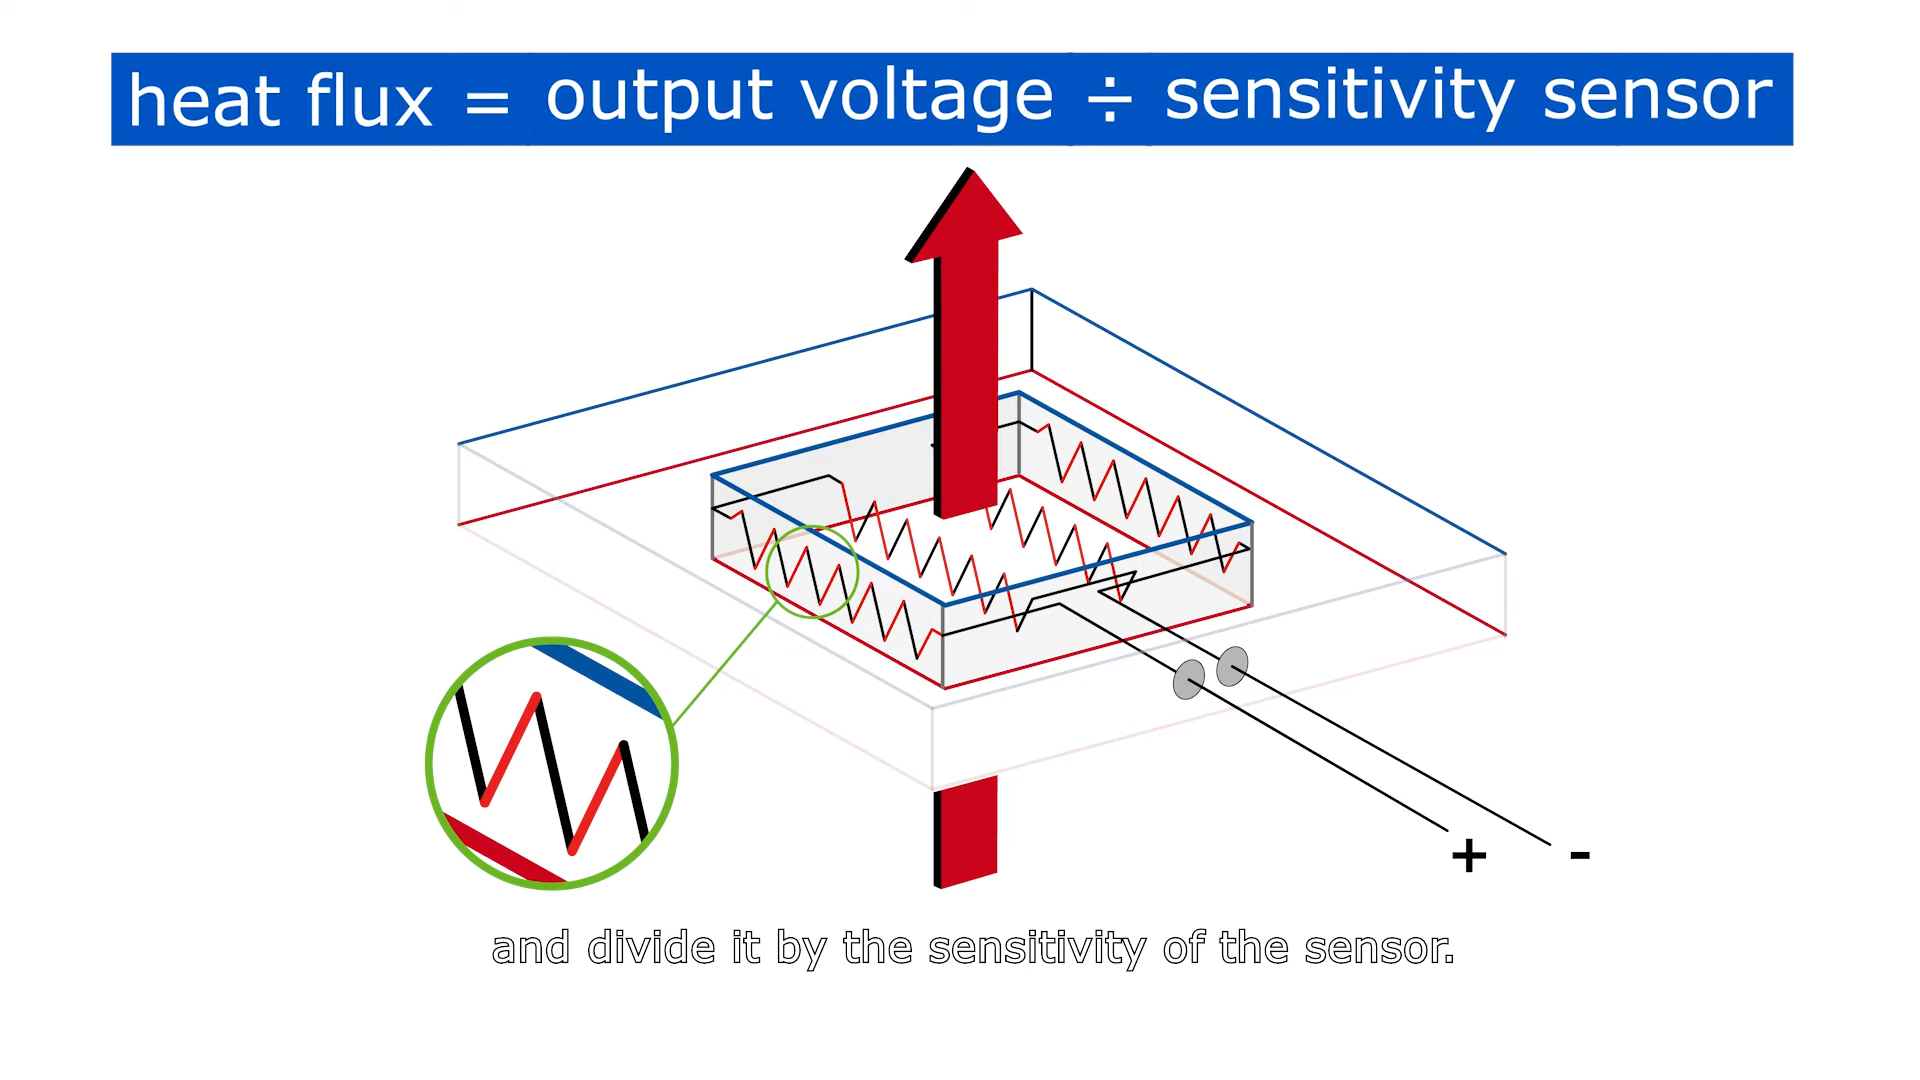 heat flux = output voltage ÷ sensitivity sensor
+ -
and divide it by the sensitivity of the sensor.